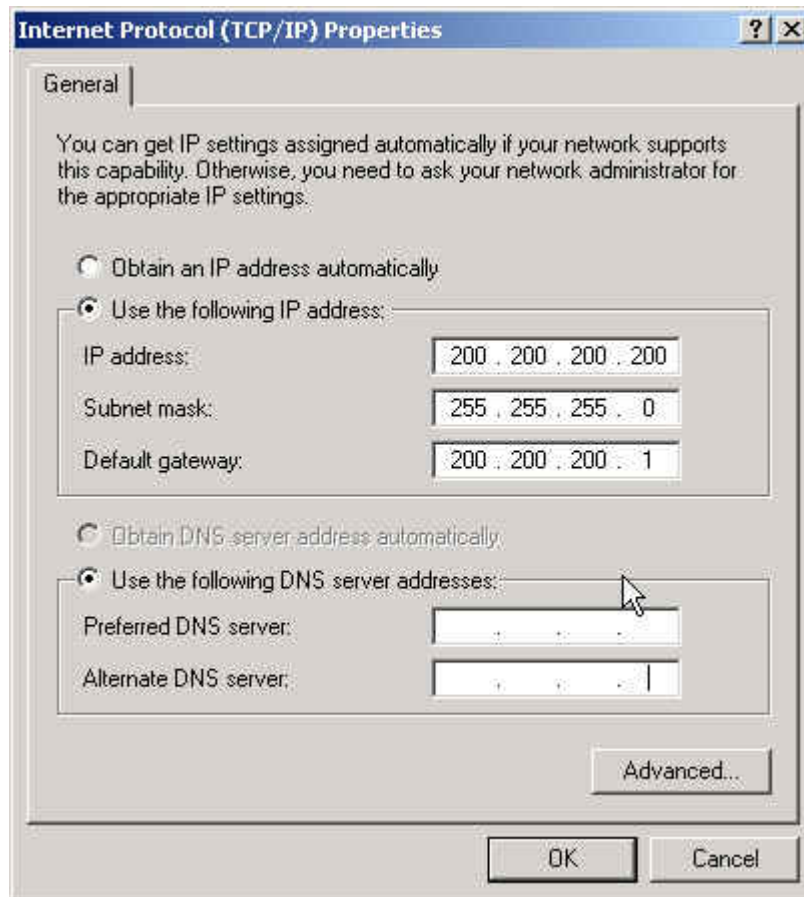 Internet Protocol (TCP/IP) Properties
General
You can get IP settings assigned automatically if your network supports
this capability. Otherwise, you need to ask your network administrator for
the appropriate IP settings.
Obtain an IP address automatically
Use the following IP address:
IP address: 200 . 200 . 200 . 200
Subnet mask: 255 . 255 . 255 . 0
Default gateway: 200 . 200 . 200 . 1
Obtain DNS server address automatically
Use the following DNS server addresses:
Preferred DNS server: . . .
Alternate DNS server: . . .
Advanced...
OK Cancel